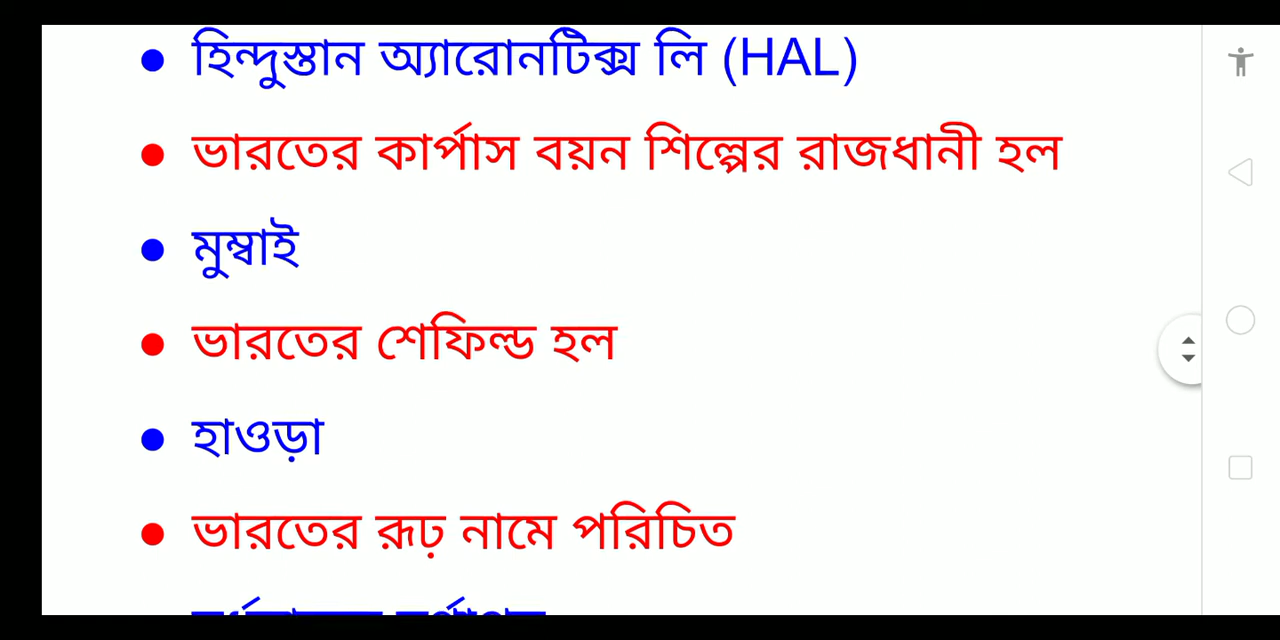 • হিন্দুস্তান অ্যারোনটিক্স লি (HAL)
• ভারতের কার্পাস বয়ন শিল্পের রাজধানী হল
• মুম্বাই
• ভারতের শেফিল্ড হল
• হাওড়া
• ভারতের রূঢ় নামে পরিচিত